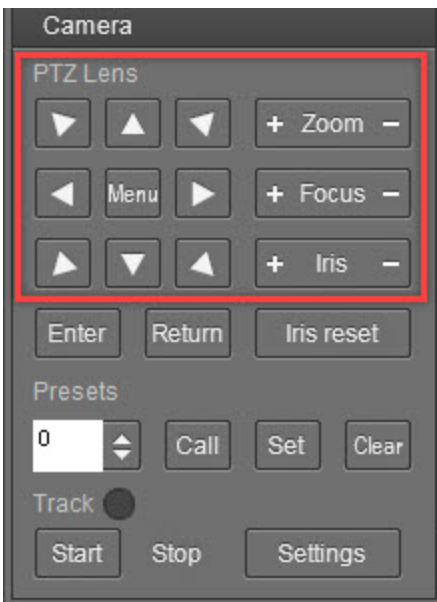 Camera
PTZ Lens
+ Zoom −
Menu + Focus −
+ Iris −
Enter Return Iris reset
Presets
0 Call Set Clear
Track
Start Stop Settings